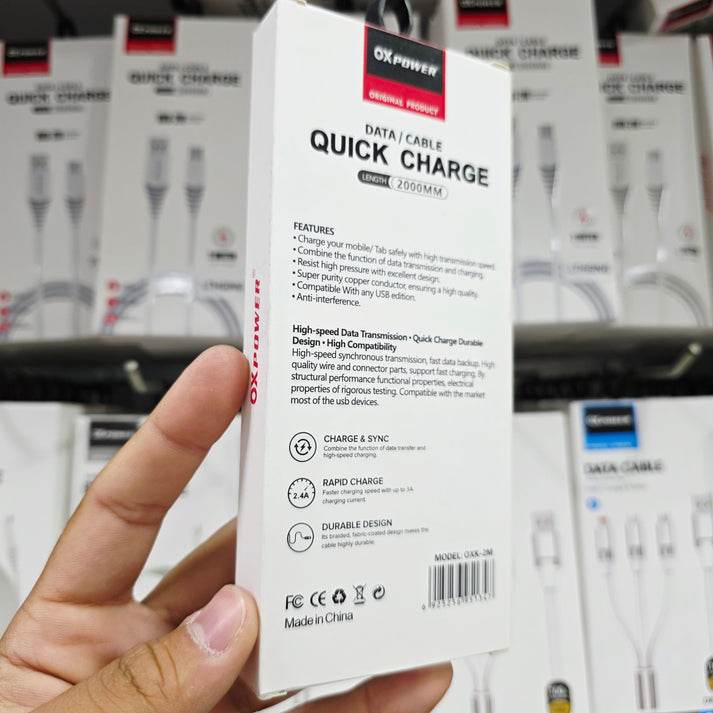 OXPOWER
ORIGINAL PRODUCT
DATA / CABLE
QUICK CHARGE
LENGTH 2000MM
FEATURES
• Charge your mobile/ Tab safely with high transmission speed.
• Combine the function of data transmission and charging.
• Resist high pressure with excellent design.
• Super purity copper conductor, ensuring a high quality.
• Compatible With any USB edition.
• Anti-interference.
High-speed Data Transmission • Quick Charge Durable
Design • High Compatibility
High-speed synchronous transmission, fast data backup. High
quality wire and connector parts, support fast charging. By
structural performance functional properties, electrical
properties of rigorous testing. Compatible with the market
most of the usb devices.
CHARGE & SYNC
Combine the function of data transfer and
high-speed charging.
2.4A
RAPID CHARGE
Faster charging speed with up to 3A
charging current.
DURABLE DESIGN
Its braided, fabric-coated design makes the
cable highly durable.
MODEL: OXK-2M
FC CE
Made in China
OXPOWER
QUICK CHARGE
QUICK CHARGE
QUICK CHARGE
QUICK CHARGE
DATA CABLE